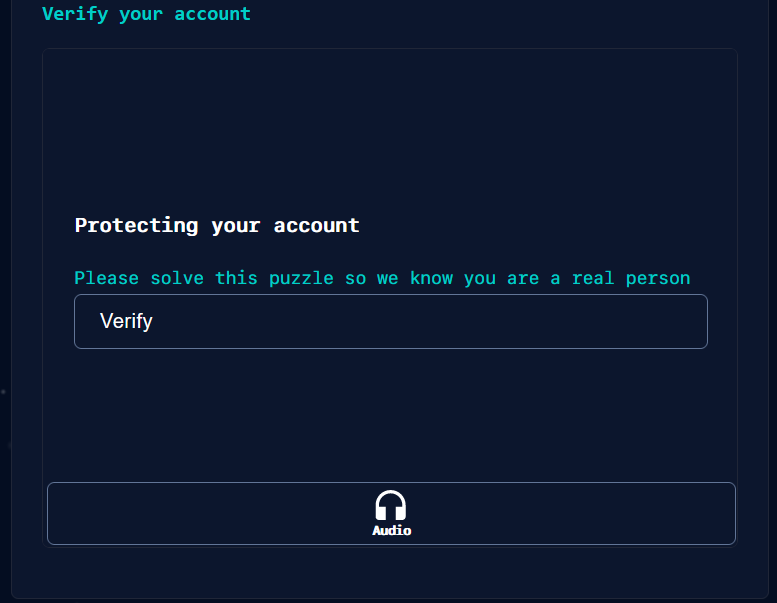 Verify your account
Protecting your account
Please solve this puzzle so we know you are a real person
Verify
Audio